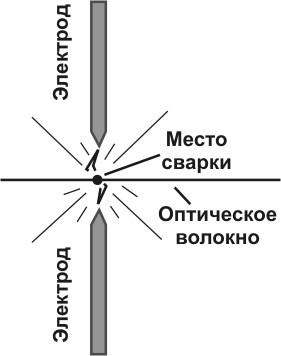 Электрод
Место
сварки
Оптическое
волокно
Электрод